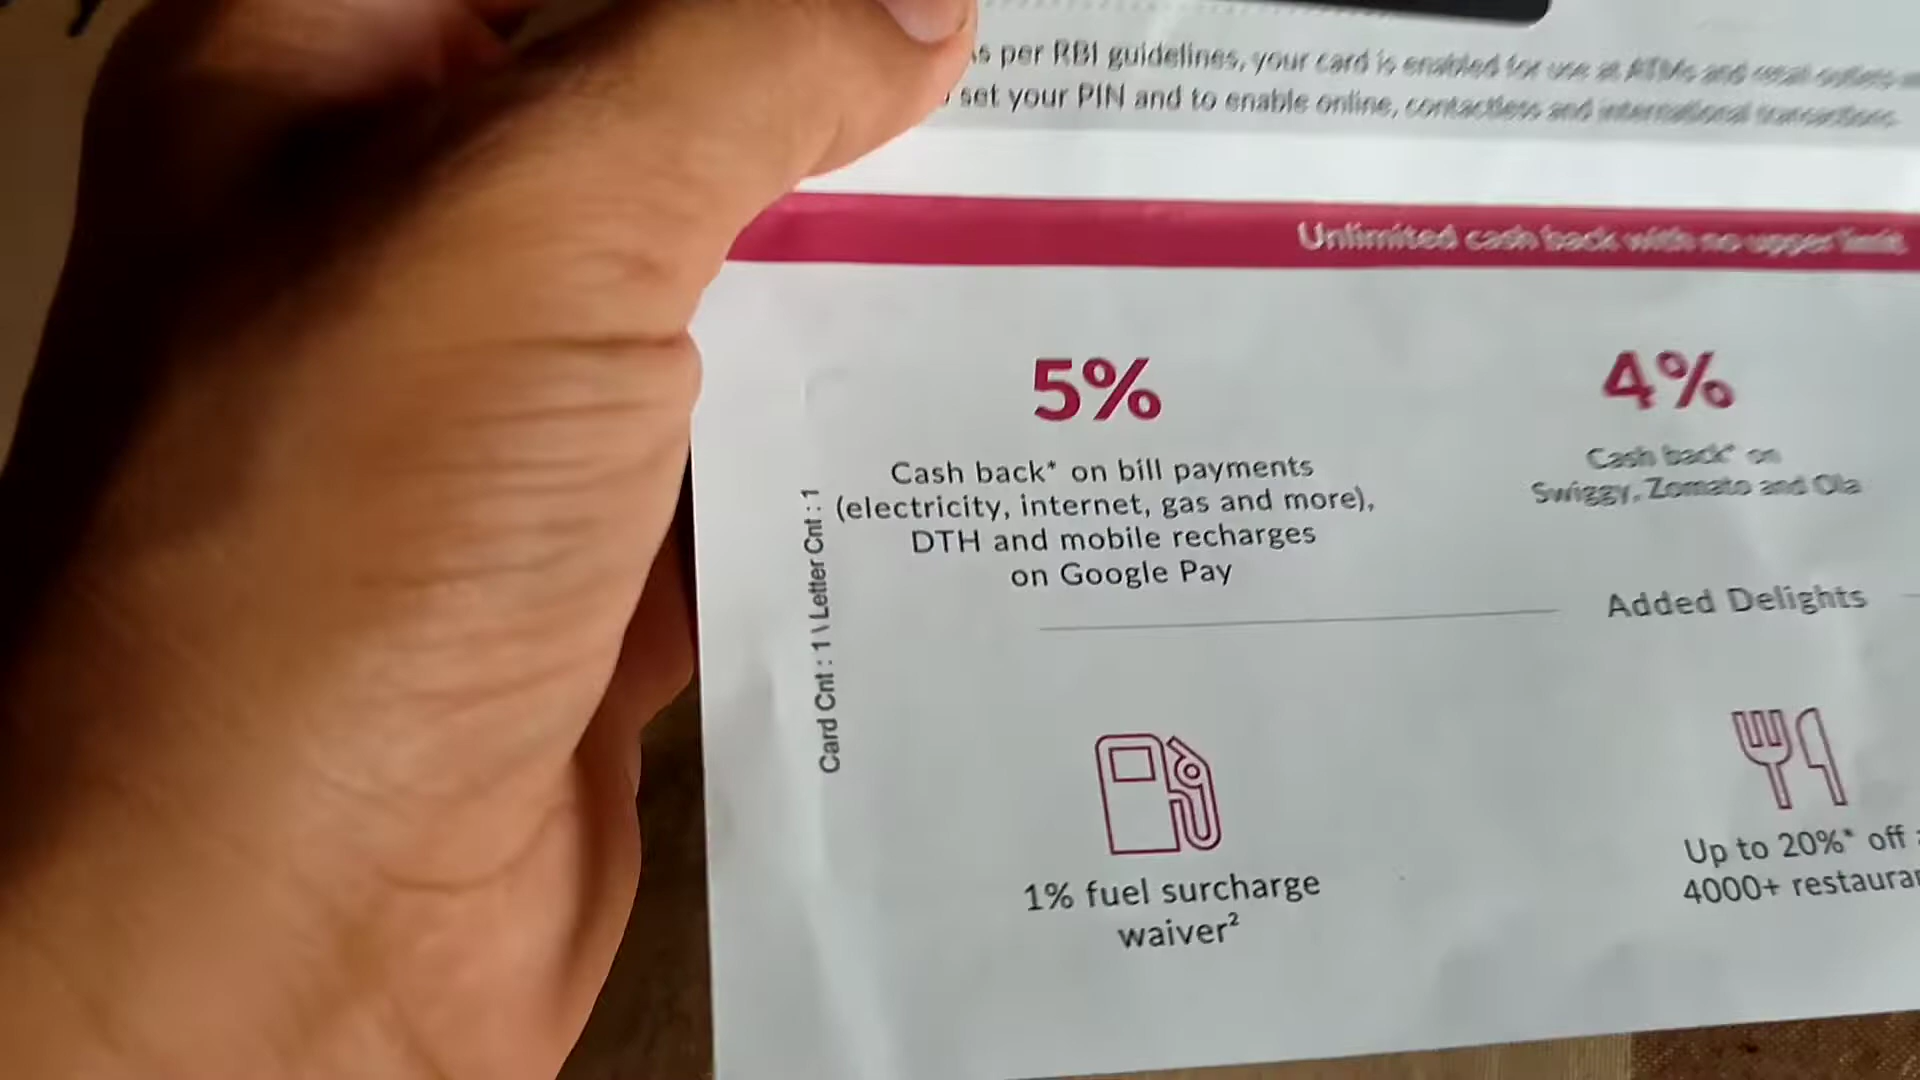 per RBI guidelines, your card is enabled for use at ATMs and retail outlets
set your PIN and to enable online, contactless and international transactions.
Unlimited cash back with no upper limit.
5%
Cash back* on bill payments
(electricity, internet, gas and more),
DTH and mobile recharges
on Google Pay
4%
Cash back* on
Swiggy, Zomato and Ola
Card Cnt : 1 \ Letter Cnt : 1
Added Delights
1% fuel surcharge
waiver²
Up to 20%* off
4000+